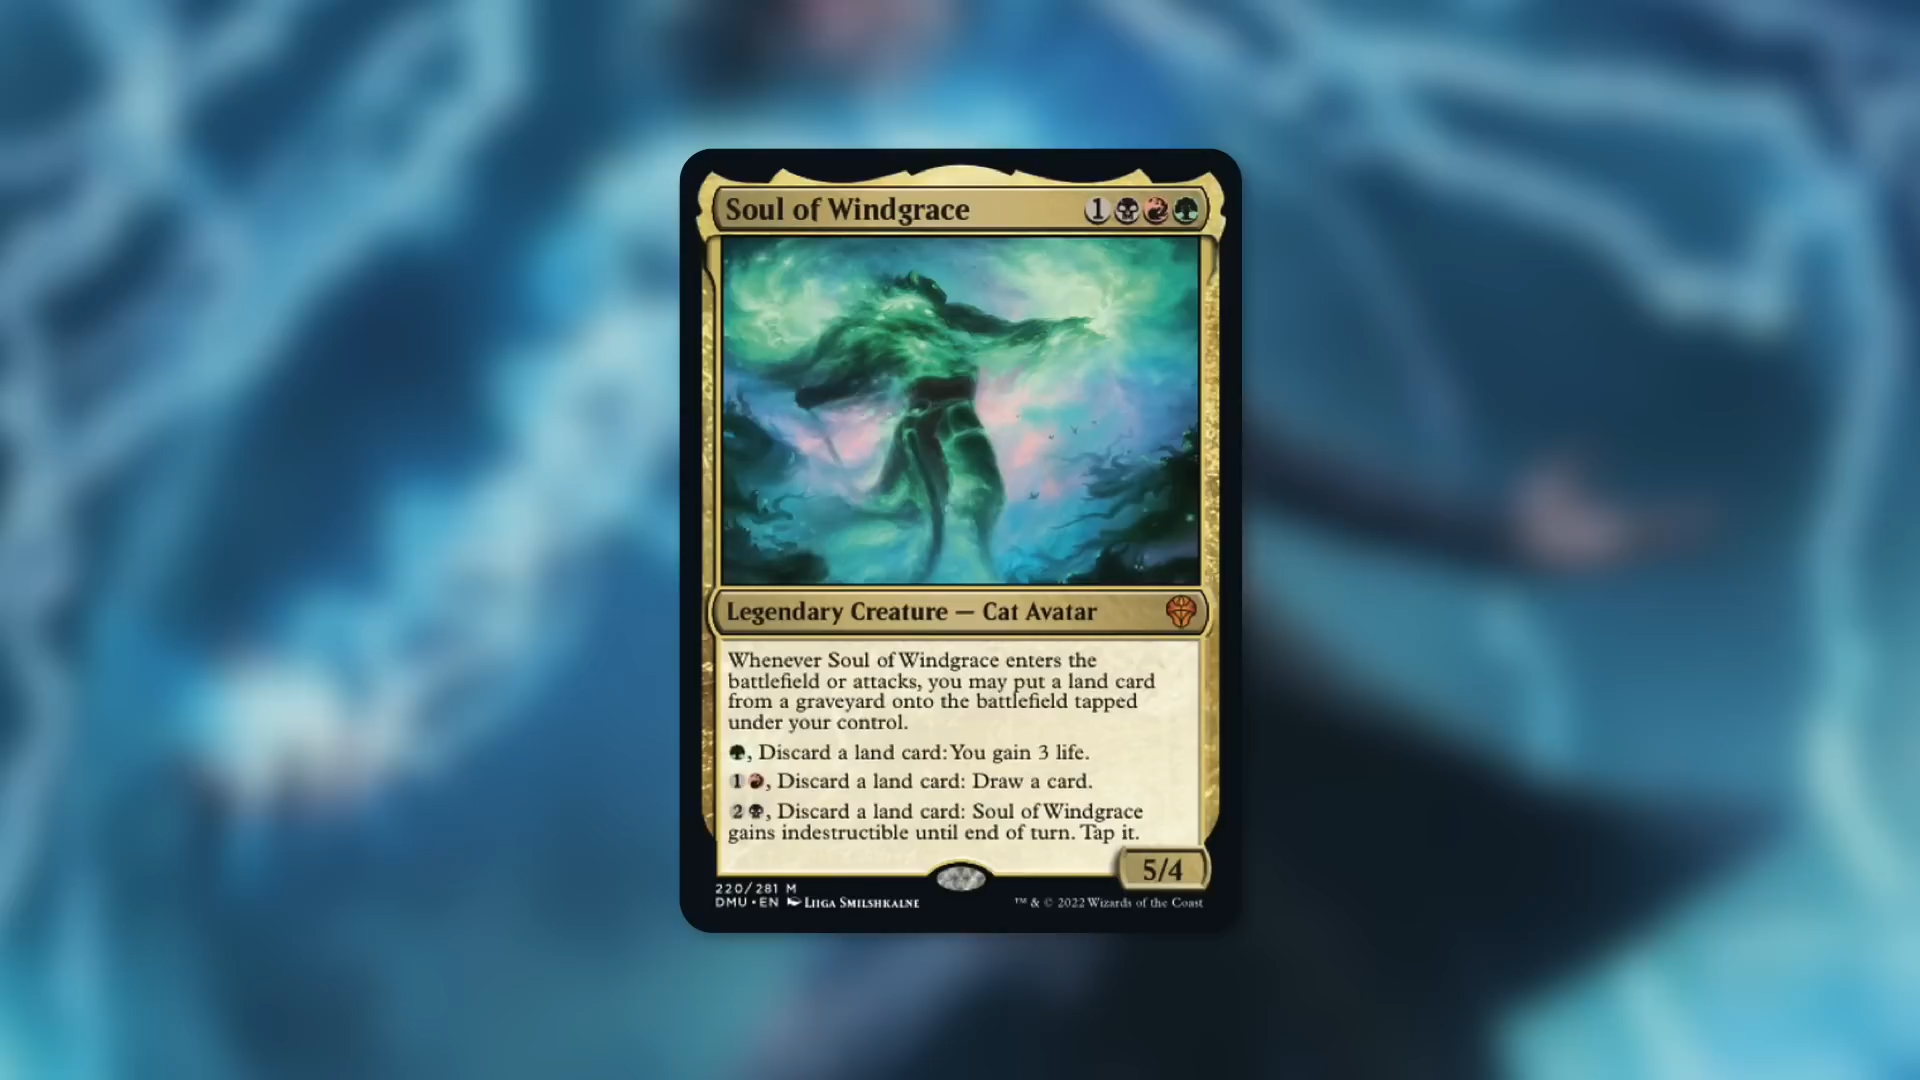 Soul of Windgrace 1
Legendary Creature — Cat Avatar
Whenever Soul of Windgrace enters the
battlefield or attacks, you may put a land card
from a graveyard onto the battlefield tapped
under your control.
, Discard a land card: You gain 3 life.
1 , Discard a land card: Draw a card.
2 , Discard a land card: Soul of Windgrace
gains indestructible until end of turn. Tap it.
5/4
220/281 M
DMU • EN Liiga Smilshkalne
™ & © 2022 Wizards of the Coast